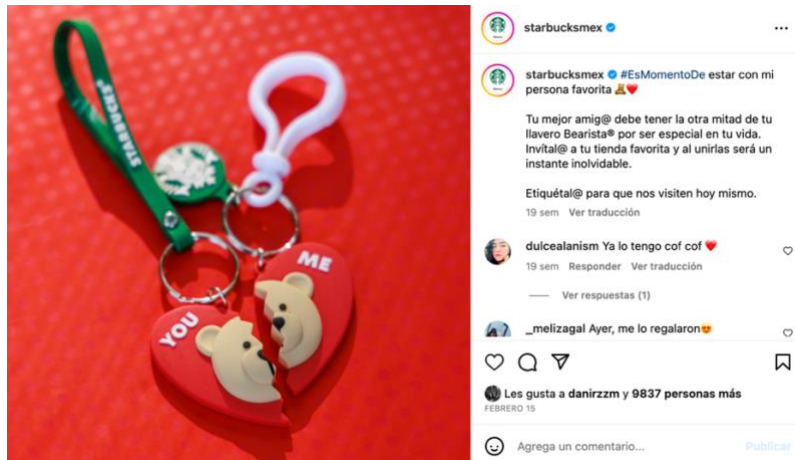 STARBUCKS
YOU
ME
starbucksmex
starbucksmex #EsMomentoDe estar con mi
persona favorita 🧸❤️
Tu mejor amig@ debe tener la otra mitad de tu
llavero Bearista® por ser especial en tu vida.
Invítal@ a tu tienda favorita y al unirlas será un
instante inolvidable.
Etiquétal@ para que nos visiten hoy mismo.
19 sem Ver traducción
dulcealanism Ya lo tengo cof cof ❤️
19 sem Responder Ver traducción
Ver respuestas (1)
_melizagal Ayer, me lo regalaron😍
Les gusta a danirzzm y 9837 personas más
FEBRERO 15
Agrega un comentario...
Publicar